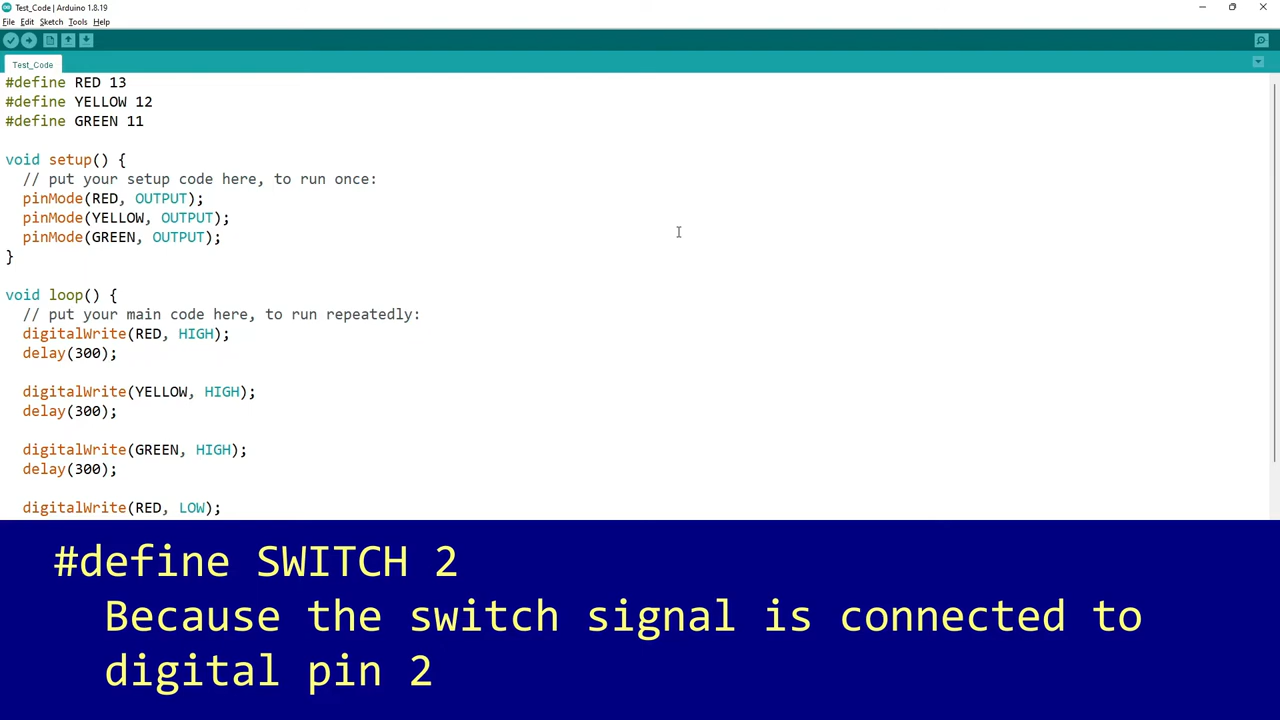 Test_Code | Arduino 1.8.19
File Edit Sketch Tools Help
Test_Code
#define RED 13
#define YELLOW 12
#define GREEN 11
void setup() {
// put your setup code here, to run once:
pinMode(RED, OUTPUT);
pinMode(YELLOW, OUTPUT);
pinMode(GREEN, OUTPUT);
}
void loop() {
// put your main code here, to run repeatedly:
digitalWrite(RED, HIGH);
delay(300);
digitalWrite(YELLOW, HIGH);
delay(300);
digitalWrite(GREEN, HIGH);
delay(300);
digitalWrite(RED, LOW);
#define SWITCH 2
Because the switch signal is connected to
digital pin 2